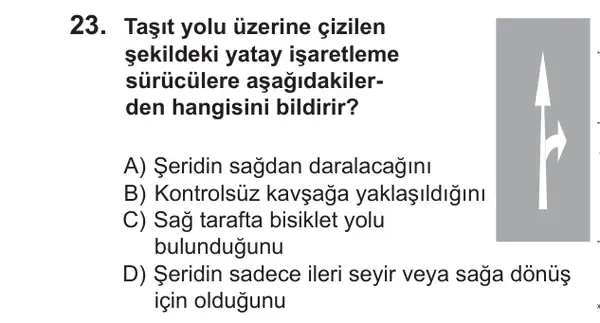 23. Taşıt yolu üzerine çizilen
şekildeki yatay işaretleme
sürücülere aşağıdakiler-
den hangisini bildirir?
A) Şeridin sağdan daralacağını
B) Kontrolsüz kavşağa yaklaşıldığını
C) Sağ tarafta bisiklet yolu
bulunduğunu
D) Şeridin sadece ileri seyir veya sağa dönüş
için olduğunu